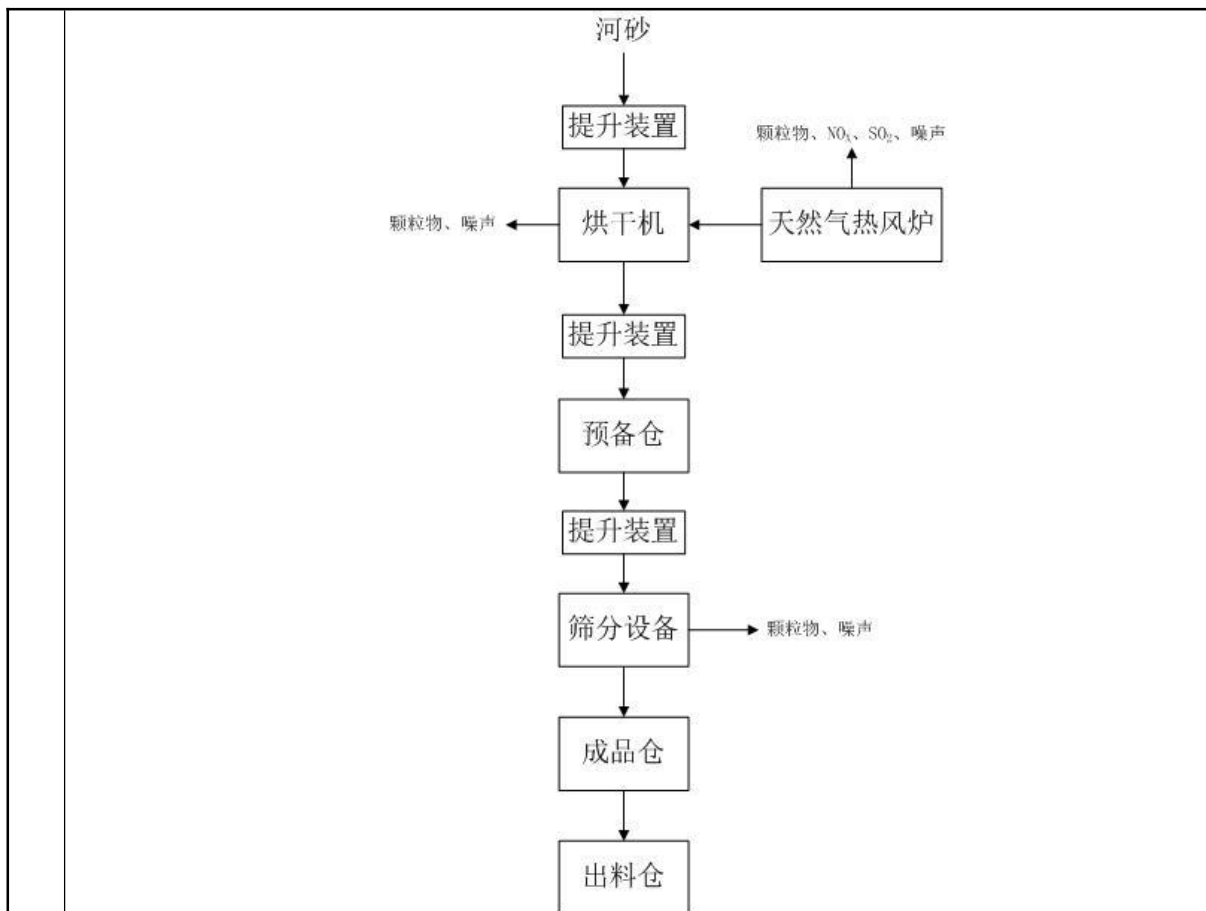 河砂
提升装置
颗粒物、NOX、SO2、噪声
颗粒物、噪声
烘干机
天然气热风炉
提升装置
预备仓
提升装置
筛分设备
颗粒物、噪声
成品仓
出料仓